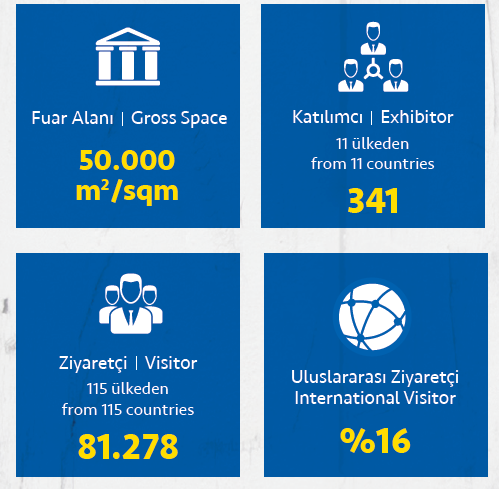 Fuar Alanı | Gross Space
50.000
m²/sqm
Katılımcı | Exhibitor
11 ülkeden
from 11 countries
341
Ziyaretçi | Visitor
115 ülkeden
from 115 countries
81.278
Uluslararası Ziyaretçi
International Visitor
%16